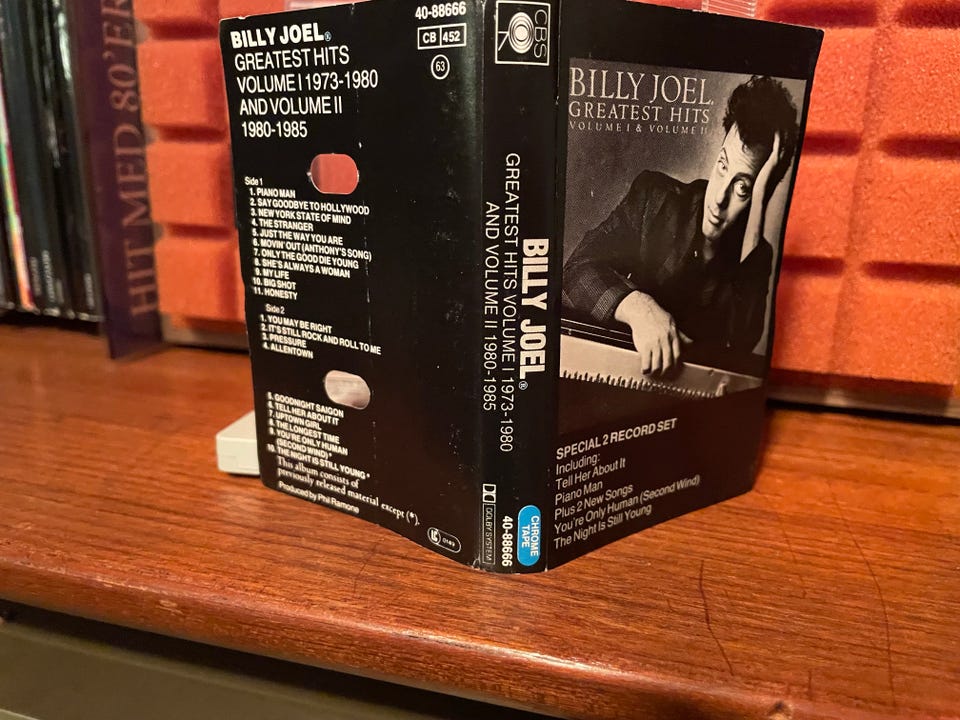 HIT MED 80'ER
BILLY JOEL®
GREATEST HITS
VOLUME I 1973-1980
AND VOLUME II
1980-1985
40-88666
CB 452
63
Side 1
1. PIANO MAN
2. SAY GOODBYE TO HOLLYWOOD
3. NEW YORK STATE OF MIND
4. THE STRANGER
5. JUST THE WAY YOU ARE
6. MOVIN' OUT (ANTHONY'S SONG)
7. ONLY THE GOOD DIE YOUNG
8. SHE'S ALWAYS A WOMAN
9. MY LIFE
10. BIG SHOT
11. HONESTY
Side 2
1. YOU MAY BE RIGHT
2. IT'S STILL ROCK AND ROLL TO ME
3. PRESSURE
4. ALLENTOWN
5. GOODNIGHT SAIGON
6. TELL HER ABOUT IT
7. UPTOWN GIRL
8. THE LONGEST TIME
9. YOU'RE ONLY HUMAN
(SECOND WIND)*
10. THE NIGHT IS STILL YOUNG*
This album consists of
previously released material except (*).
Produced by Phil Ramone
CBS
BILLY JOEL®
GREATEST HITS VOLUME I 1973-1980
AND VOLUME II 1980-1985
DOLBY SYSTEM
40-88666
CHROME
TAPE
BILLY JOEL.
GREATEST HITS
VOLUME I & VOLUME II
SPECIAL 2 RECORD SET
Including:
Tell Her About It
Piano Man
Plus 2 New Songs
You're Only Human (Second Wind)
The Night Is Still Young